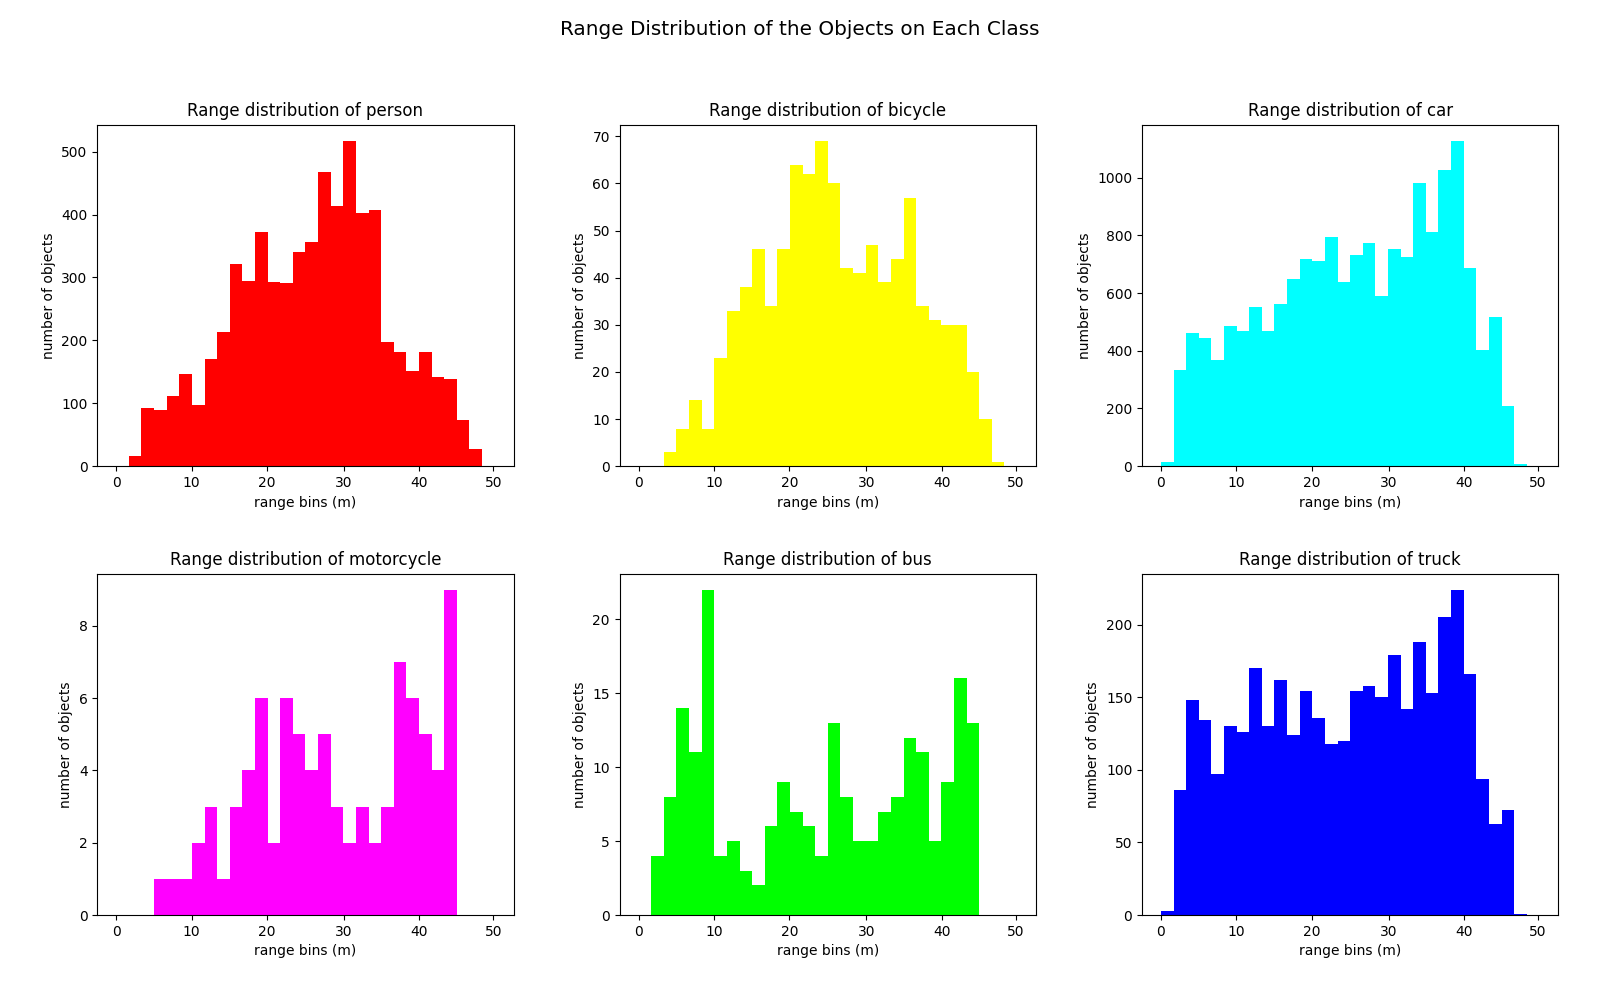 Range Distribution of the Objects on Each Class
Range distribution of person
number of objects
500
400
300
200
100
0
0 10 20 30 40 50
range bins (m)
Range distribution of bicycle
number of objects
70
60
50
40
30
20
10
0
0 10 20 30 40 50
range bins (m)
Range distribution of car
number of objects
1000
800
600
400
200
0
0 10 20 30 40 50
range bins (m)
Range distribution of motorcycle
number of objects
8
6
4
2
0
0 10 20 30 40 50
range bins (m)
Range distribution of bus
number of objects
20
15
10
5
0
0 10 20 30 40 50
range bins (m)
Range distribution of truck
number of objects
200
150
100
50
0
0 10 20 30 40 50
range bins (m)